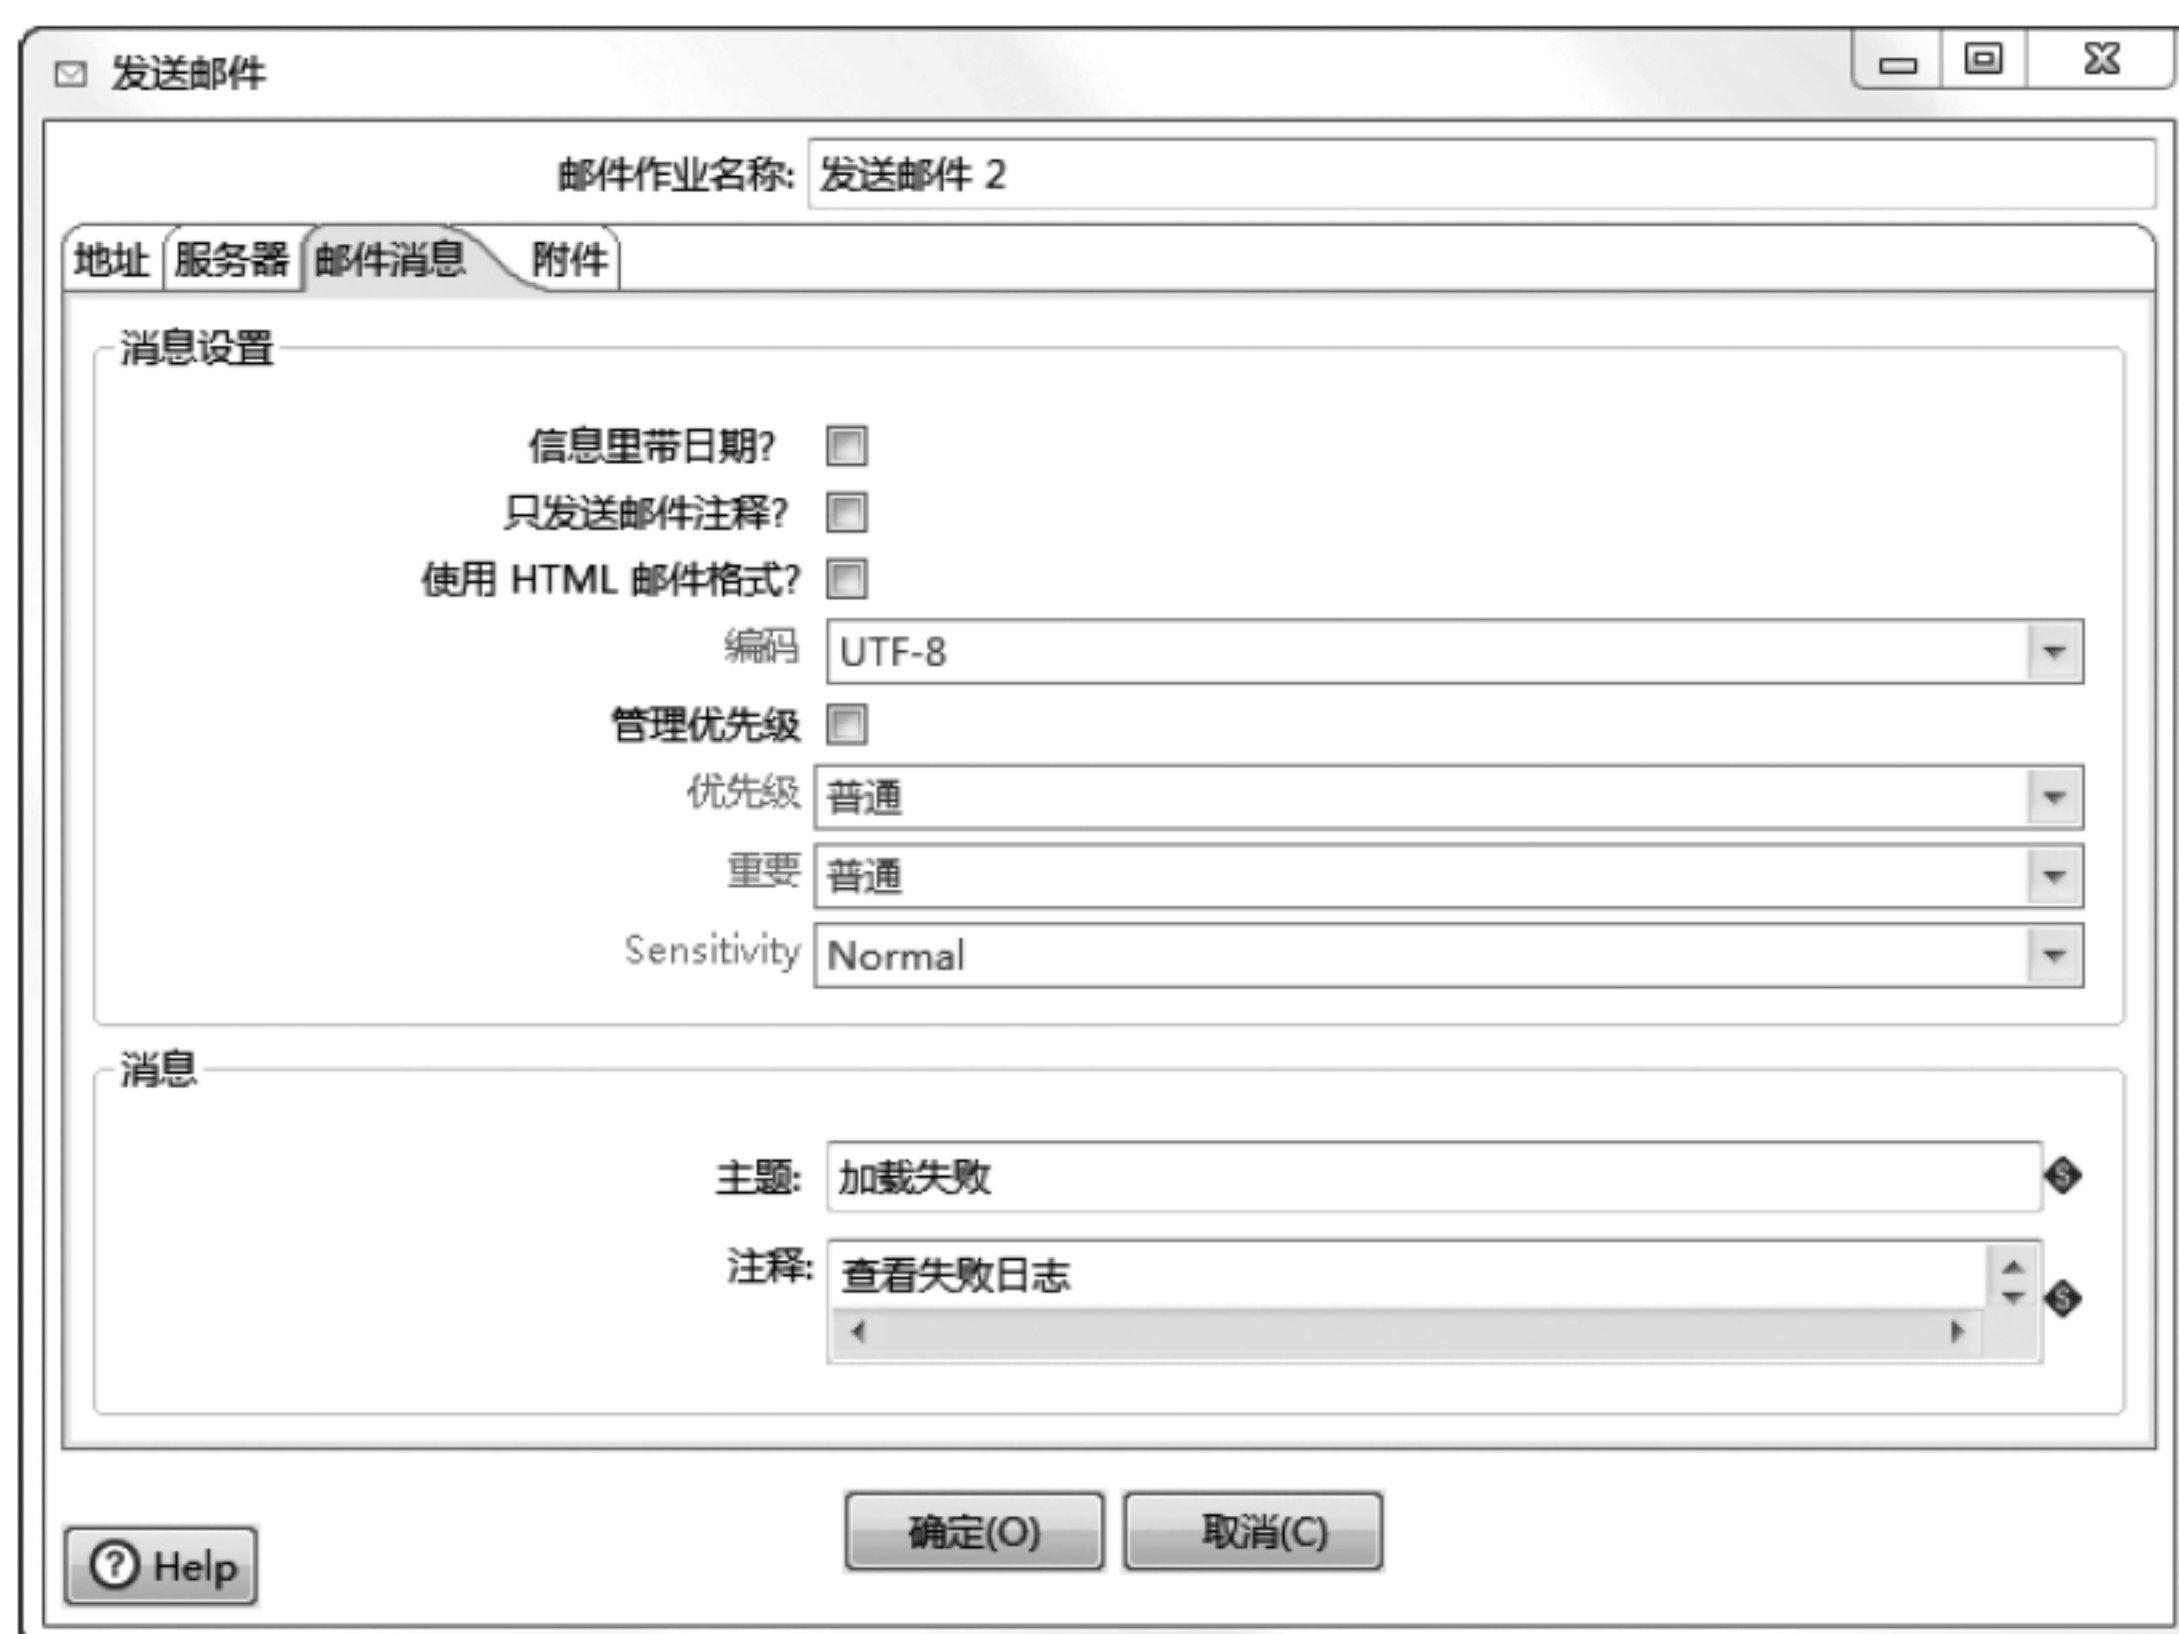 发送邮件
邮件作业名称: 发送邮件 2
地址 服务器 邮件消息 附件
消息设置
信息里带日期?
只发送邮件注释?
使用 HTML 邮件格式?
编码 UTF-8
管理优先级
优先级 普通
重要 普通
Sensitivity Normal
消息
主题: 加载失败
注释: 查看失败日志
确定(O) 取消(C)
Help